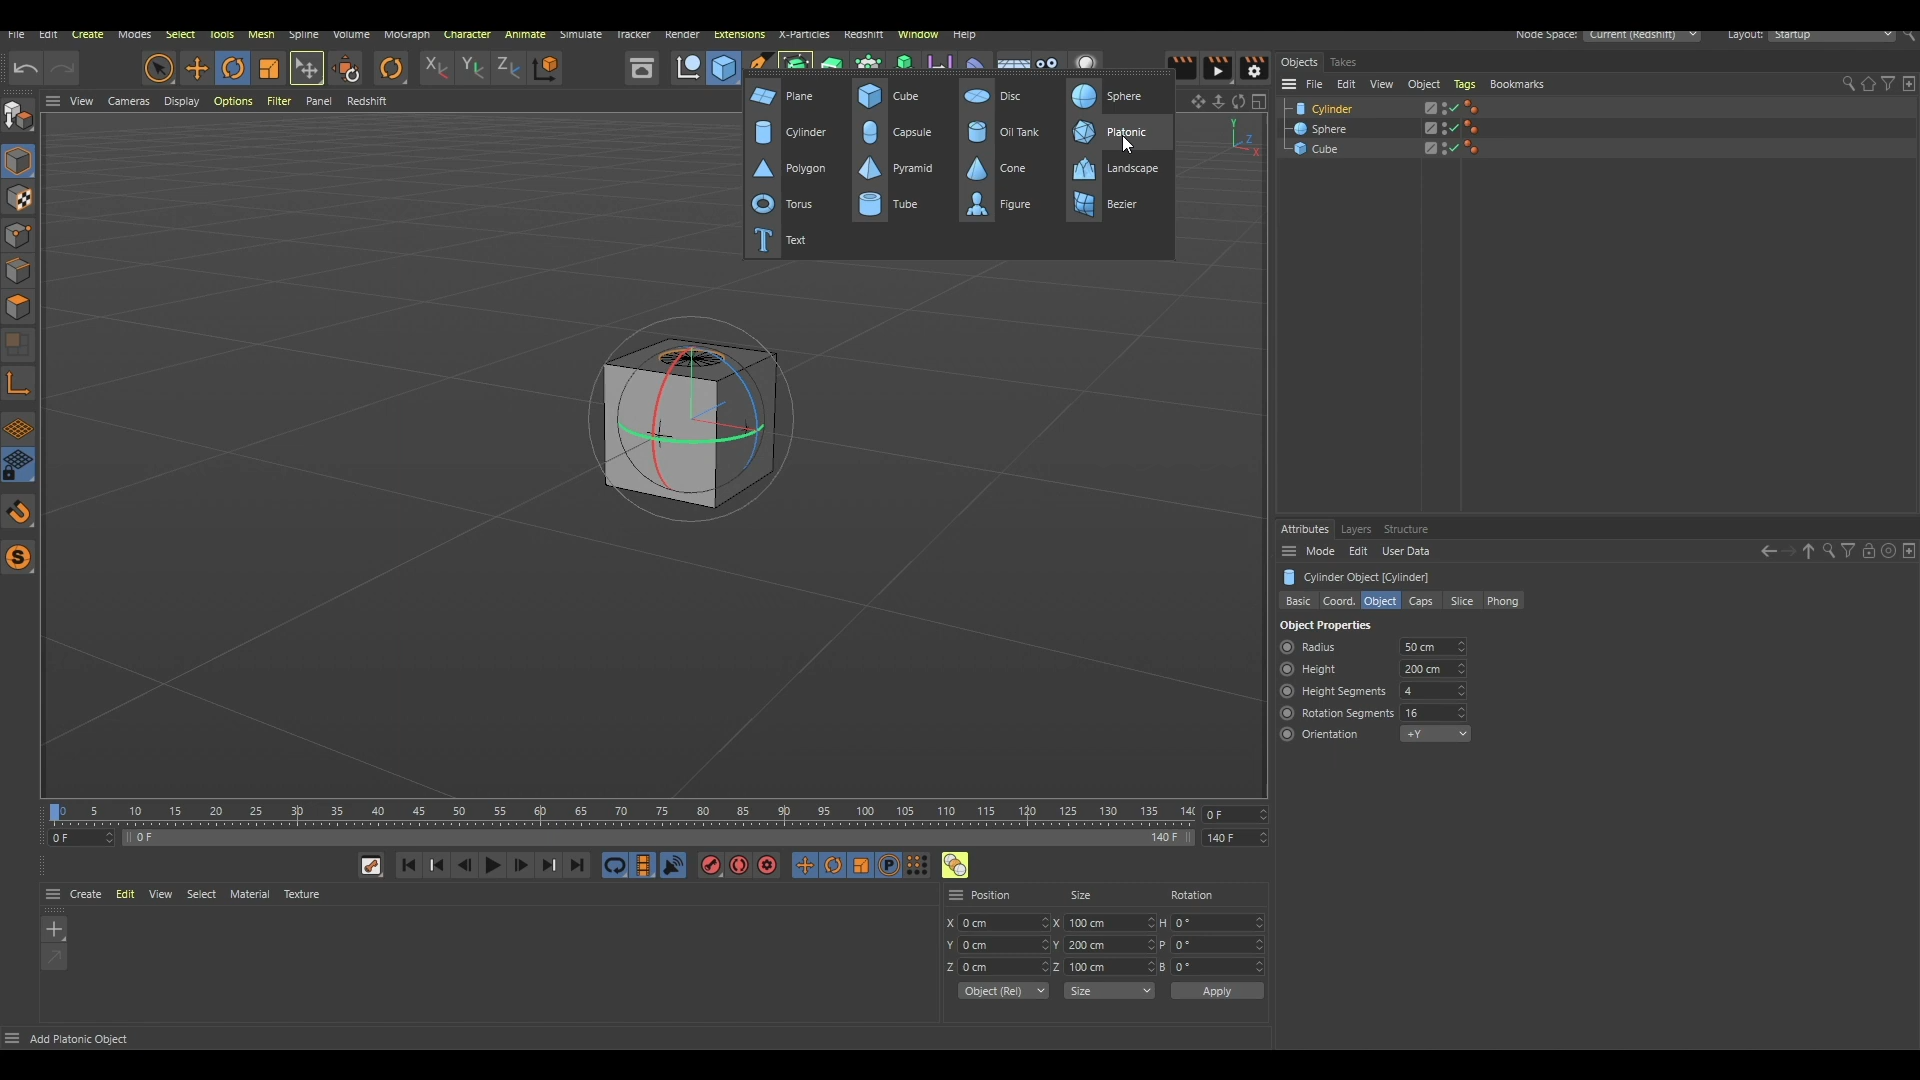 File Edit Create Modes Select Tools Mesh Spline Volume MoGraph Character Animate Simulate Tracker Render Extensions X-Particles Redshift Window Help Node Space: Current (Redshift) Layout: Startup
X Y Z
Objects Takes
File Edit View Object Tags Bookmarks
View Cameras Display Options Filter Panel Redshift
Plane Cube Disc Sphere
Cylinder Capsule Oil Tank Platonic
Polygon Pyramid Cone Landscape
Torus Tube Figure Bezier
Text
Y Z X
Cylinder
Sphere
Cube
Attributes Layers Structure
Mode Edit User Data
Cylinder Object [Cylinder]
Basic Coord. Object Caps Slice Phong
Object Properties
Radius 50 cm
Height 200 cm
Height Segments 4
Rotation Segments 16
Orientation +Y
S
0 5 10 15 20 25 30 35 40 45 50 55 60 65 70 75 80 85 90 95 100 105 110 115 120 125 130 135 140 0 F
0 F 0 F 140 F 140 F
P
Create Edit View Select Material Texture
Position Size Rotation
X 0 cm X 100 cm H 0 °
Y 0 cm Y 200 cm P 0 °
Z 0 cm Z 100 cm B 0 °
Object (Rel) Size Apply
Add Platonic Object